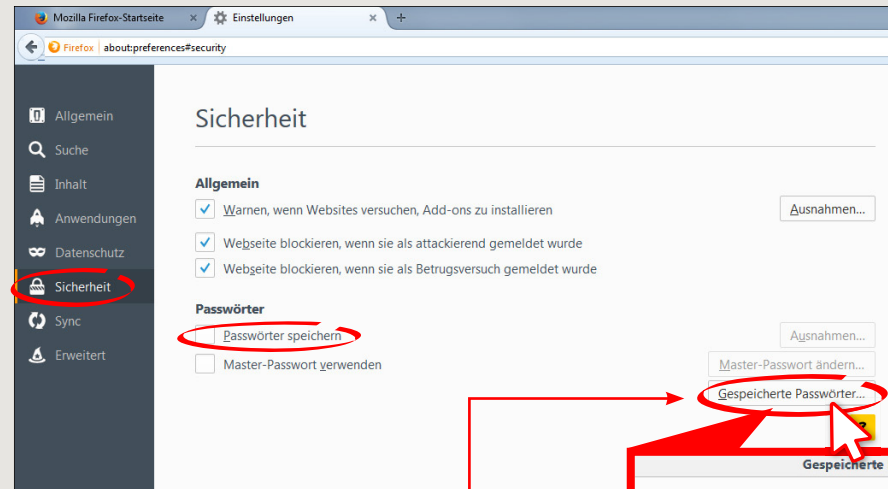 Mozilla Firefox-Startseite
Einstellungen
Firefox about:preferences#security
Allgemein
Suche
Inhalt
Anwendungen
Datenschutz
Sicherheit
Sync
Erweitert
Sicherheit
Allgemein
Warnen, wenn Websites versuchen, Add-ons zu installieren Ausnahmen...
Webseite blockieren, wenn sie als attackierend gemeldet wurde
Webseite blockieren, wenn sie als Betrugsversuch gemeldet wurde
Passwörter
Passwörter speichern Ausnahmen...
Master-Passwort verwenden Master-Passwort ändern...
Gespeicherte Passwörter...
?
Gespeicherte